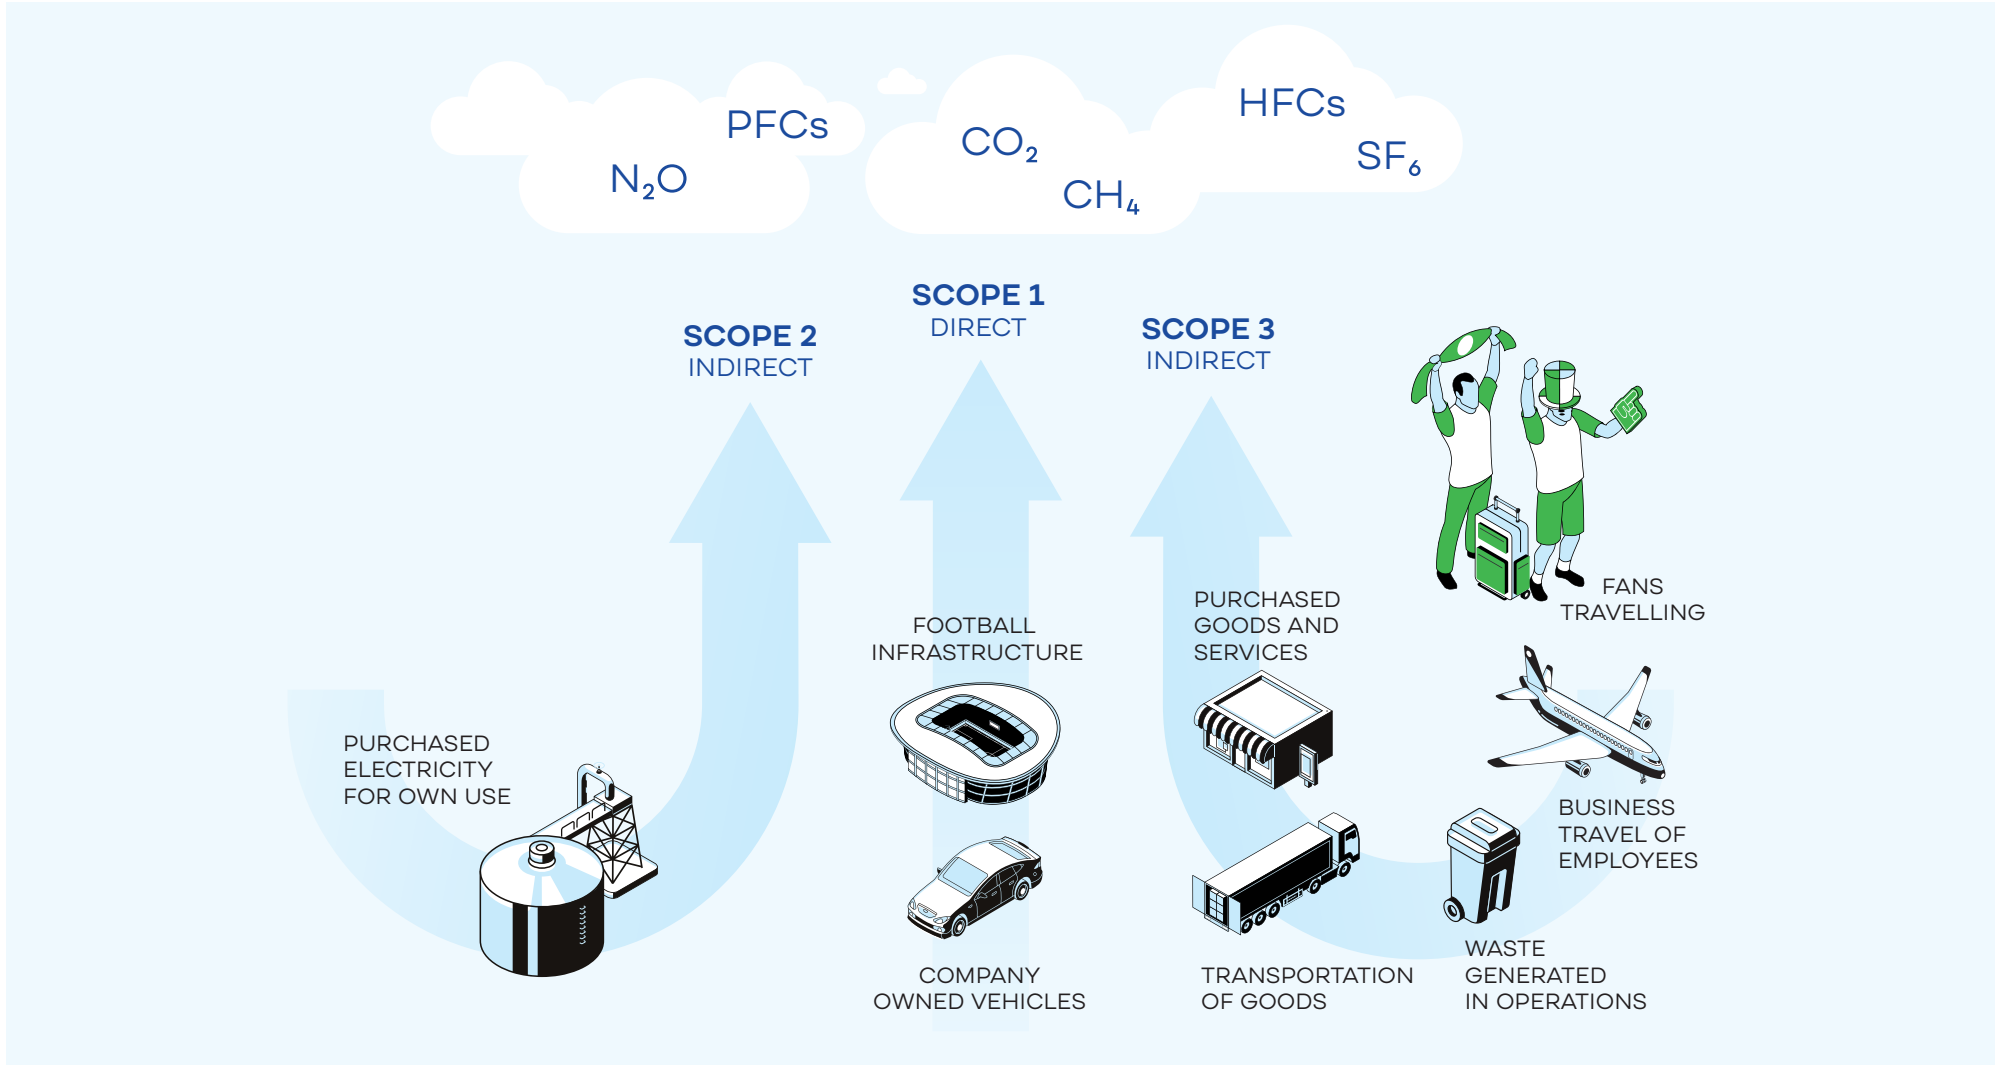 PFCs
N₂O
CO₂
CH₄
HFCs
SF₆
SCOPE 2
INDIRECT
SCOPE 1
DIRECT
SCOPE 3
INDIRECT
PURCHASED
ELECTRICITY
FOR OWN USE
FOOTBALL
INFRASTRUCTURE
COMPANY
OWNED VEHICLES
PURCHASED
GOODS AND
SERVICES
TRANSPORTATION
OF GOODS
FANS
TRAVELLING
BUSINESS
TRAVEL OF
EMPLOYEES
WASTE
GENERATED
IN OPERATIONS